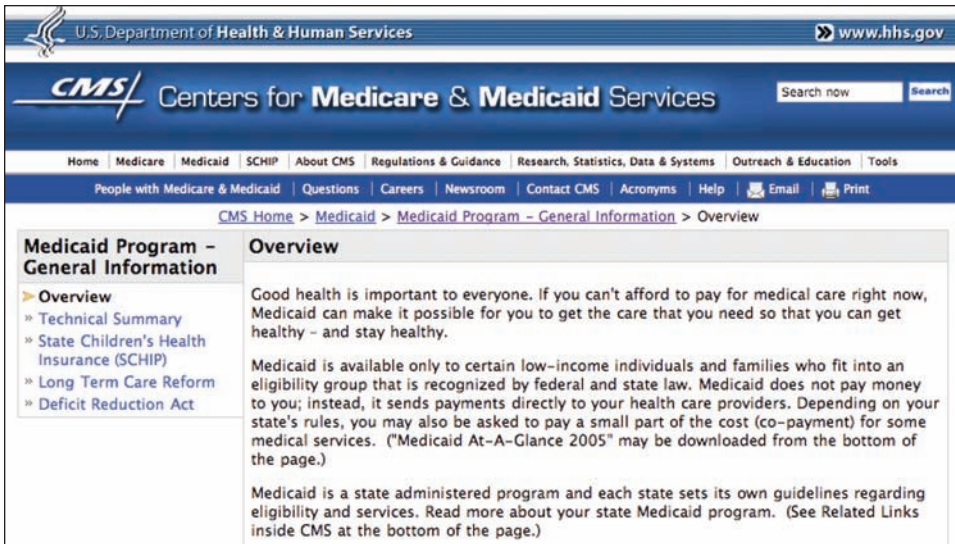 U.S. Department of Health & Human Services
www.hhs.gov
CMS/ Centers for Medicare & Medicaid Services
Search now
Search
Home | Medicare | Medicaid | SCHIP | About CMS | Regulations & Guidance | Research, Statistics, Data & Systems | Outreach & Education | Tools
People with Medicare & Medicaid | Questions | Careers | Newsroom | Contact CMS | Acronyms | Help | Email | Print
CMS Home > Medicaid > Medicaid Program – General Information > Overview
Medicaid Program –
General Information
Overview
» Technical Summary
» State Children's Health
Insurance (SCHIP)
» Long Term Care Reform
» Deficit Reduction Act
Overview
Good health is important to everyone. If you can't afford to pay for medical care right now,
Medicaid can make it possible for you to get the care that you need so that you can get
healthy – and stay healthy.
Medicaid is available only to certain low-income individuals and families who fit into an
eligibility group that is recognized by federal and state law. Medicaid does not pay money
to you; instead, it sends payments directly to your health care providers. Depending on your
state's rules, you may also be asked to pay a small part of the cost (co-payment) for some
medical services. ("Medicaid At-A-Glance 2005" may be downloaded from the bottom of
the page.)
Medicaid is a state administered program and each state sets its own guidelines regarding
eligibility and services. Read more about your state Medicaid program. (See Related Links
inside CMS at the bottom of the page.)